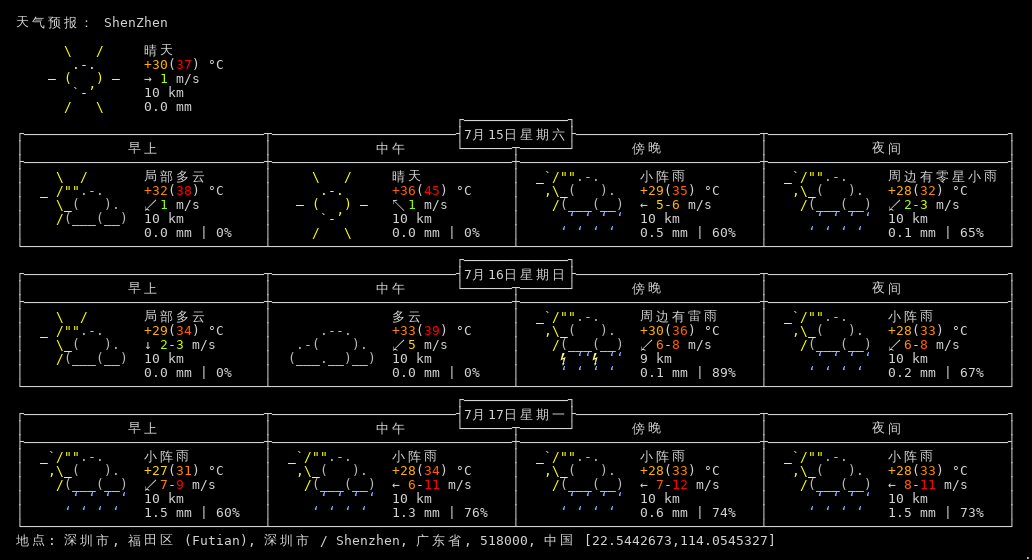 天气预报： ShenZhen
晴天
+30(37) °C
→ 1 m/s
10 km
0.0 mm
7月15日星期六
早上 中午 傍晚 夜间
局部多云 晴天 小阵雨 周边有零星小雨
+32(38) °C +36(45) °C +29(35) °C +28(32) °C
↙ 1 m/s ↖ 1 m/s ← 5-6 m/s ↙ 2-3 m/s
10 km 10 km 10 km 10 km
0.0 mm | 0% 0.0 mm | 0% 0.5 mm | 60% 0.1 mm | 65%
7月16日星期日
早上 中午 傍晚 夜间
局部多云 多云 周边有雷雨 小阵雨
+29(34) °C +33(39) °C +30(36) °C +28(33) °C
↓ 2-3 m/s ↙ 5 m/s ↙ 6-8 m/s ↙ 6-8 m/s
10 km 10 km 9 km 10 km
0.0 mm | 0% 0.0 mm | 0% 0.1 mm | 89% 0.2 mm | 67%
7月17日星期一
早上 中午 傍晚 夜间
小阵雨 小阵雨 小阵雨 小阵雨
+27(31) °C +28(34) °C +28(33) °C +28(33) °C
↙ 7-9 m/s ← 6-11 m/s ← 7-12 m/s ← 8-11 m/s
10 km 10 km 10 km 10 km
1.5 mm | 60% 1.3 mm | 76% 0.6 mm | 74% 1.5 mm | 73%
地点: 深圳市, 福田区 (Futian), 深圳市 / Shenzhen, 广东省, 518000, 中国 [22.5442673,114.0545327]